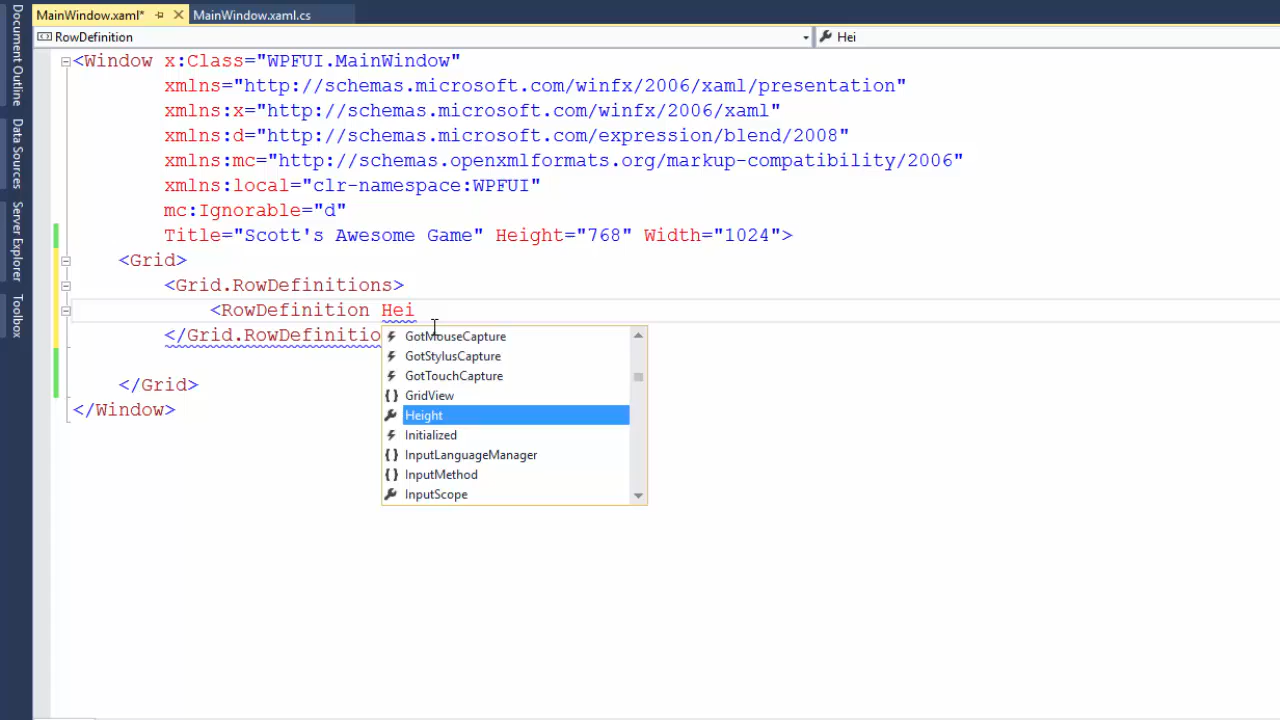 MainWindow.xaml*
MainWindow.xaml.cs
RowDefinition
Hei
Document Outline
Data Sources
Server Explorer
Toolbox
<Window x:Class="WPFUI.MainWindow"
xmlns="http://schemas.microsoft.com/winfx/2006/xaml/presentation"
xmlns:x="http://schemas.microsoft.com/winfx/2006/xaml"
xmlns:d="http://schemas.microsoft.com/expression/blend/2008"
xmlns:mc="http://schemas.openxmlformats.org/markup-compatibility/2006"
xmlns:local="clr-namespace:WPFUI"
mc:Ignorable="d"
Title="Scott's Awesome Game" Height="768" Width="1024">
<Grid>
<Grid.RowDefinitions>
<RowDefinition Hei
</Grid.RowDefinitio
GotMouseCapture
GotStylusCapture
GotTouchCapture
GridView
Height
Initialized
InputLanguageManager
InputMethod
InputScope
</Grid>
</Window>